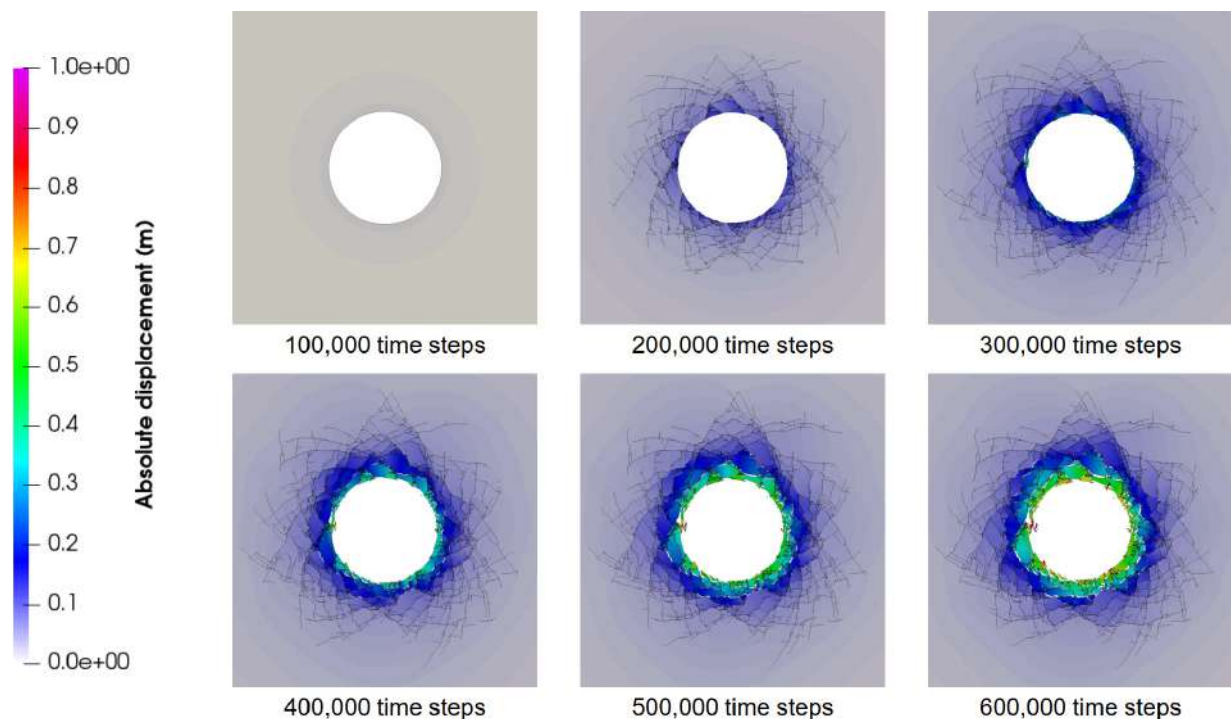 1.0e+00
0.9
0.8
0.7
0.6
0.5
0.4
0.3
0.2
0.1
0.0e+00
Absolute displacement (m)
100,000 time steps
200,000 time steps
300,000 time steps
400,000 time steps
500,000 time steps
600,000 time steps